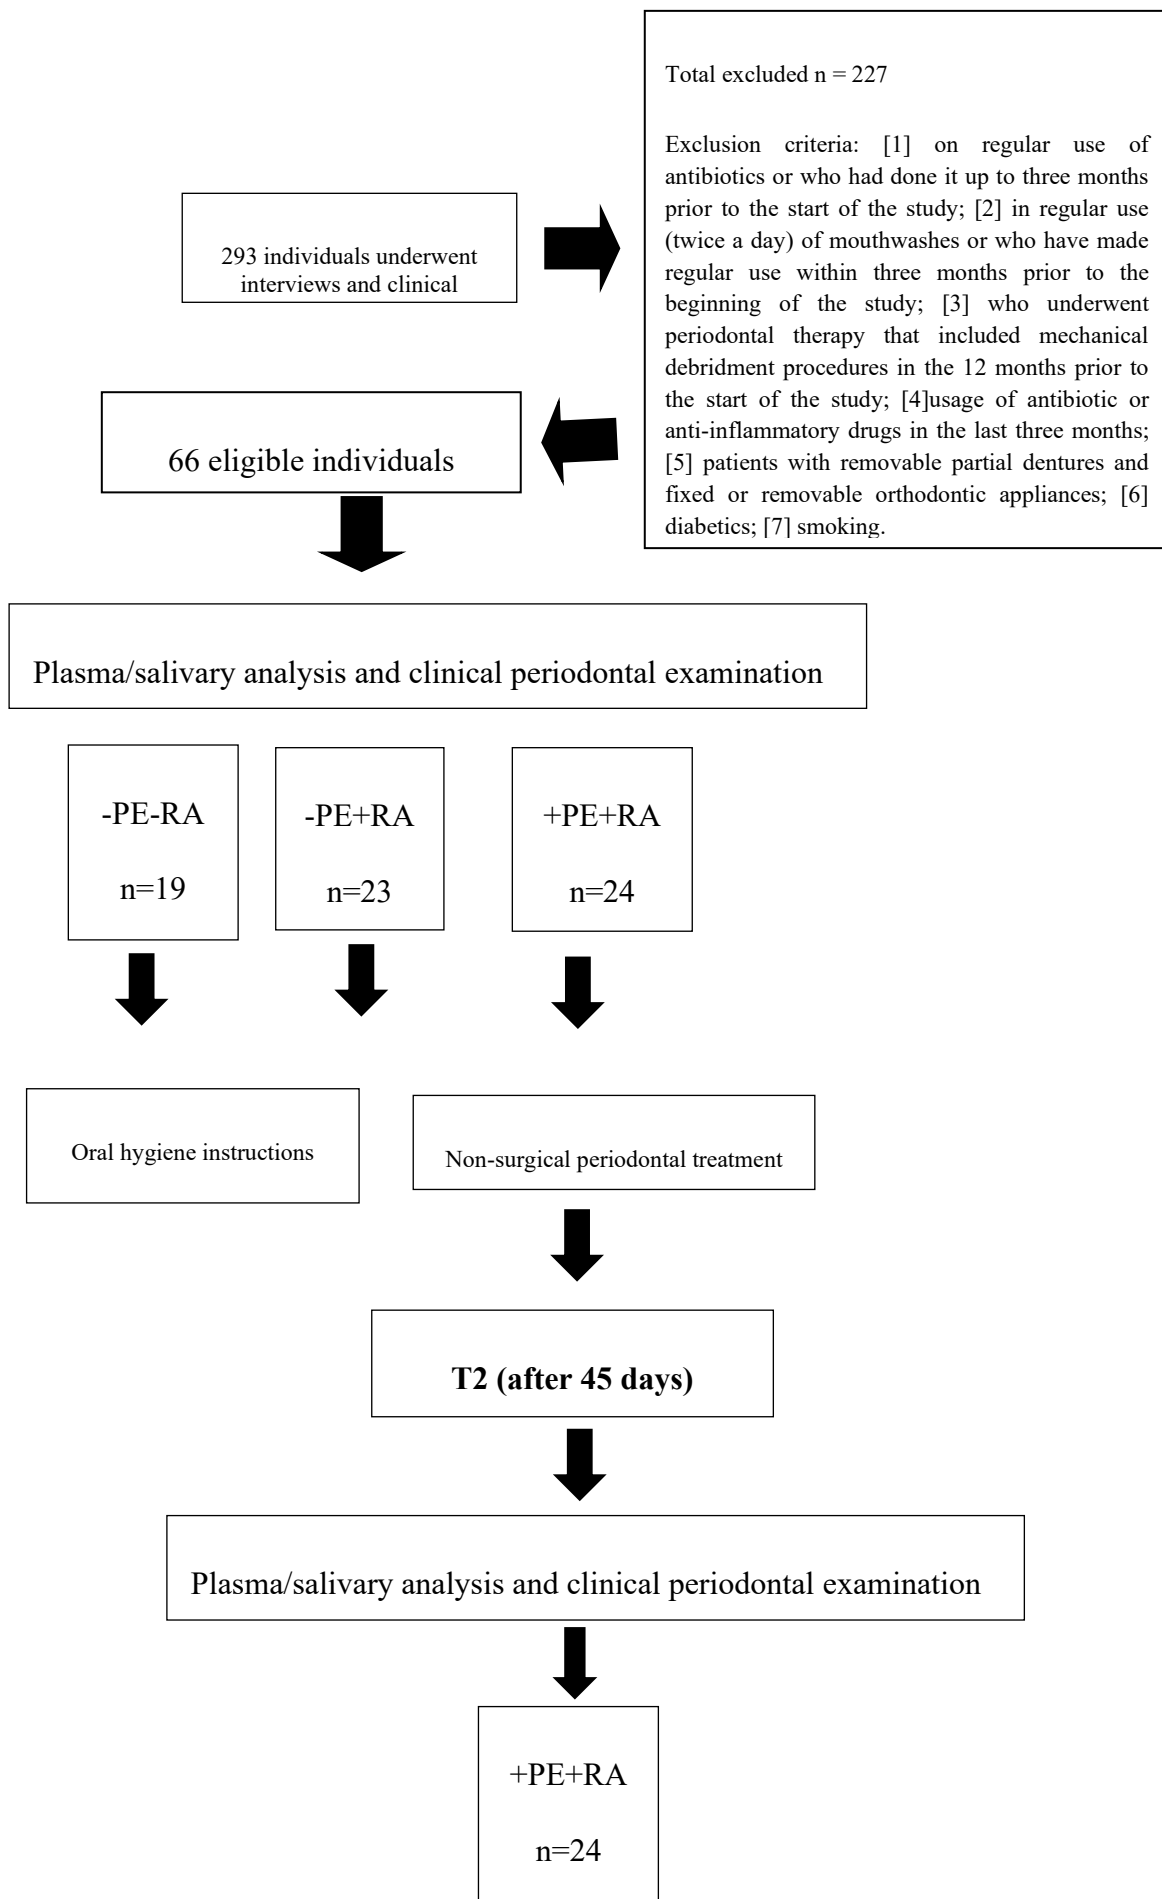 Total excluded n = 227
Exclusion criteria: [1] on regular use of
antibiotics or who had done it up to three months
prior to the start of the study; [2] in regular use
(twice a day) of mouthwashes or who have made
regular use within three months prior to the
beginning of the study; [3] who underwent
periodontal therapy that included mechanical
debridment procedures in the 12 months prior to
the start of the study; [4]usage of antibiotic or
anti-inflammatory drugs in the last three months;
[5] patients with removable partial dentures and
fixed or removable orthodontic appliances; [6]
diabetics; [7] smoking.
293 individuals underwent
interviews and clinical
66 eligible individuals
Plasma/salivary analysis and clinical periodontal examination
-PE-RA
n=19
-PE+RA
n=23
+PE+RA
n=24
Oral hygiene instructions
Non-surgical periodontal treatment
T2 (after 45 days)
Plasma/salivary analysis and clinical periodontal examination
+PE+RA
n=24